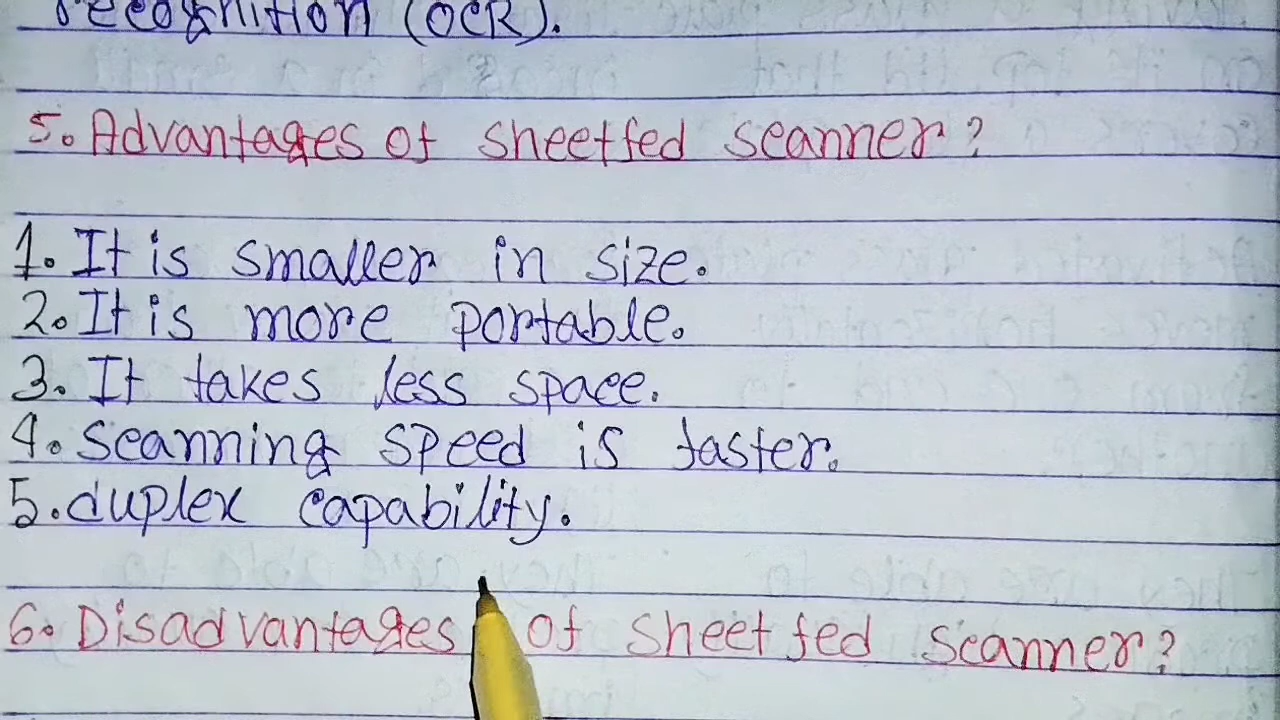 recognition (OCR).
5. Advantages of sheetfed scanner?
1. It is smaller in size.
2. It is more portable.
3. It takes less space.
4. Scanning speed is faster.
5. duplex capability.
6. Disadvantages of sheet fed scanner?